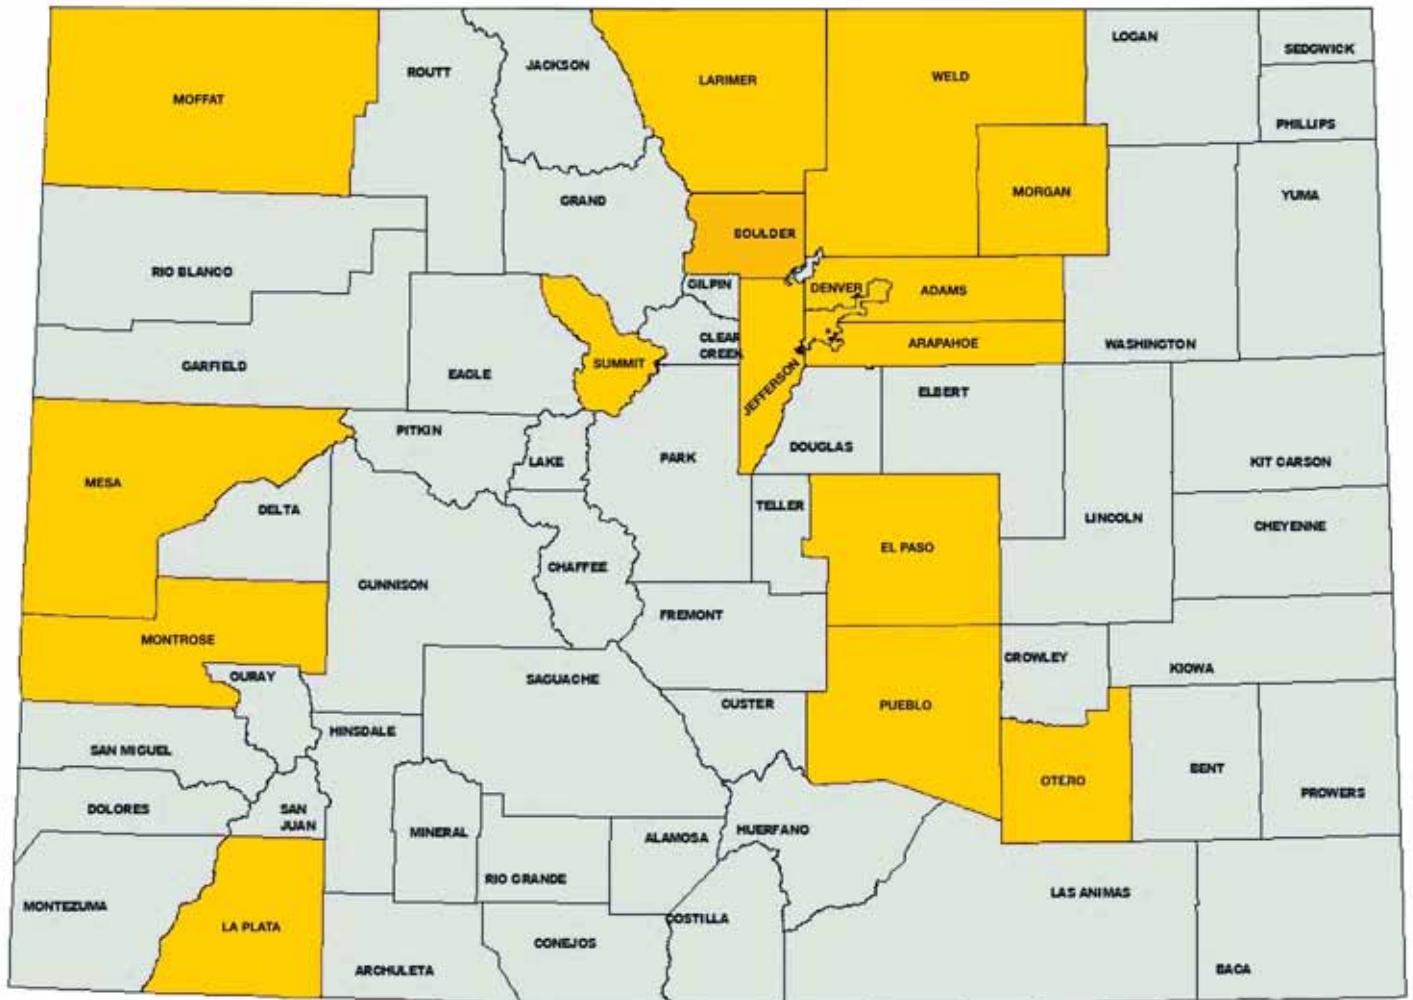 LOGAN
SEDGWICK
JACKSON
ROUTT
WELD
LARIMER
MOFFAT
PHILLIPS
MORGAN
YUMA
GRAND
BOULDER
RIO BLANCO
GILPIN
DENVER
ADAMS
CLEAR
CREEK
ARAPAHOE
WASHINGTON
SUMMIT
GARFIELD
EAGLE
JEFFERSON
ELBERT
PITKIN
DOUGLAS
PARK
LAKE
KIT CARSON
MESA
DELTA
TELLER
LINCOLN
CHEYENNE
EL PASO
CHAFFEE
GUNNISON
FREMONT
MONTROSE
CROWLEY
KIOWA
OURAY
SAGUACHE
CUSTER
PUEBLO
HINSDALE
SAN MIGUEL
BENT
OTERO
PROWERS
DOLORES
SAN
JUAN
MINERAL
HUERFANO
ALAMOSA
RIO GRANDE
LAS ANIMAS
MONTEZUMA
COSTILLA
LA PLATA
CONEJOS
ARCHULETA
BACA